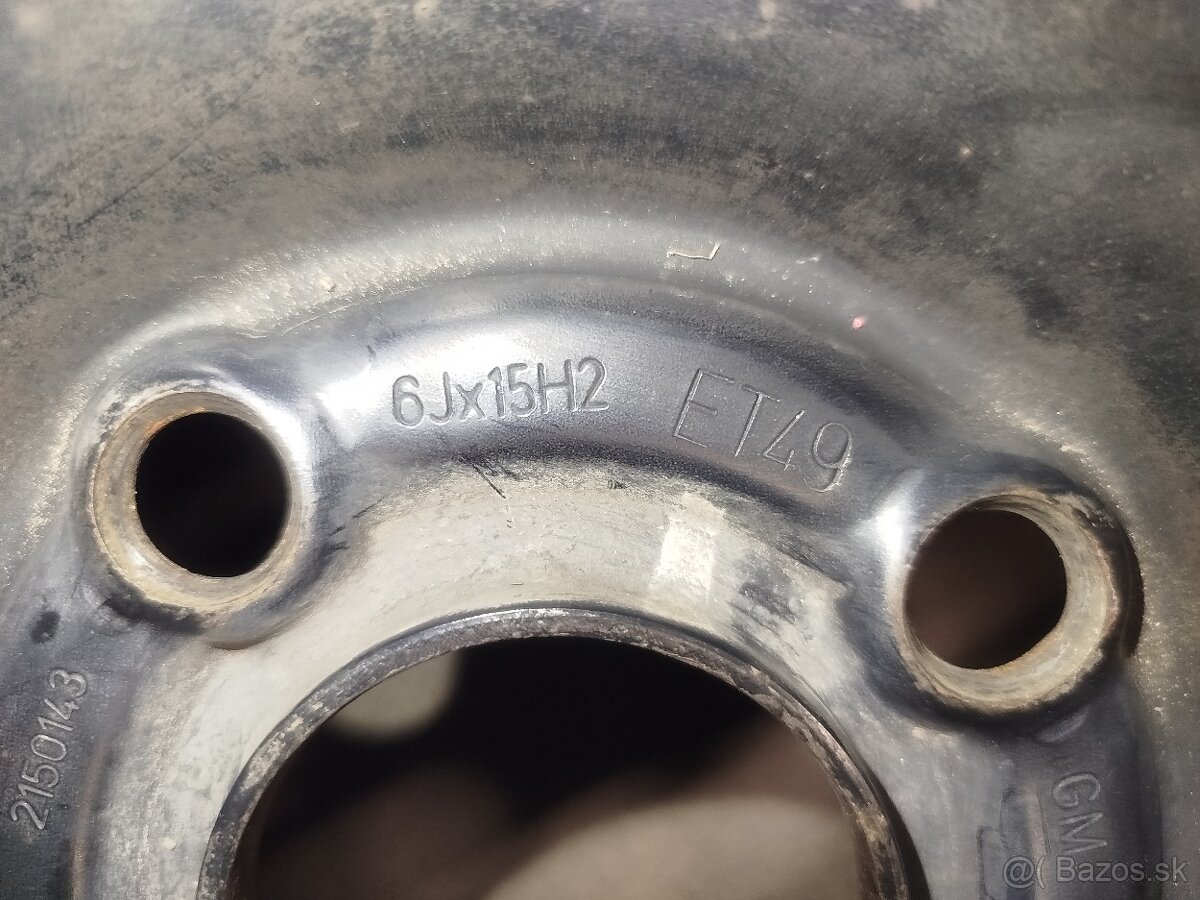 6Jx15H2 ET49
2150143
GM
@( Bazos.sk